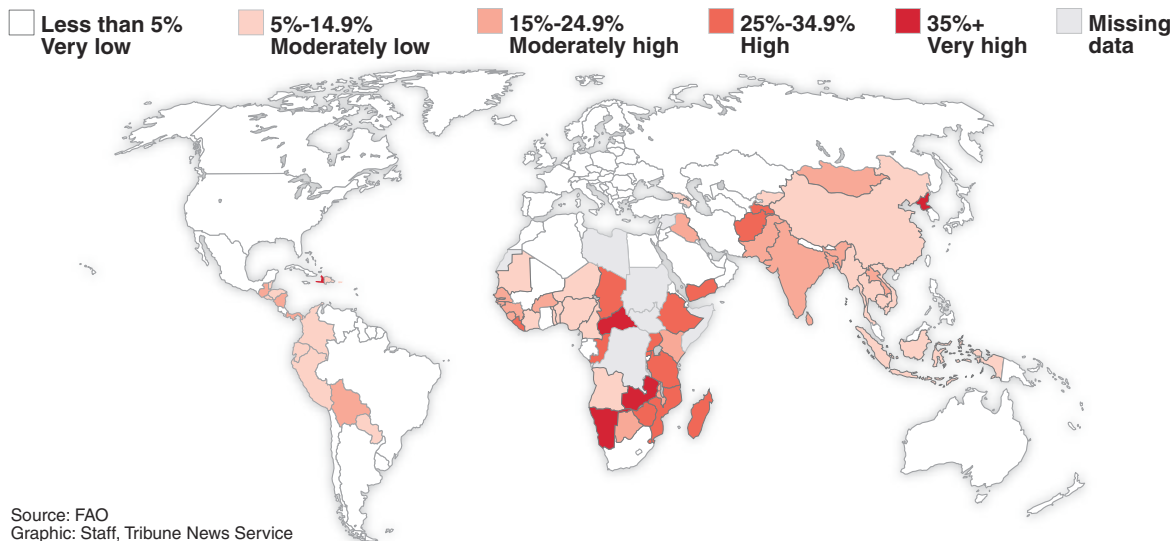 Less than 5%
Very low
5%-14.9%
Moderately low
15%-24.9%
Moderately high
25%-34.9%
High
35%+
Very high
Missing
data
Source: FAO
Graphic: Staff, Tribune News Service